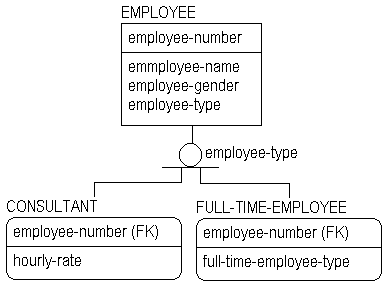 EMPLOYEE
employee-number
emmployee-name
employee-gender
employee-type
employee-type
CONSULTANT
employee-number (FK)
hourly-rate
FULL-TIME-EMPLOYEE
employee-number (FK)
full-time-employee-type